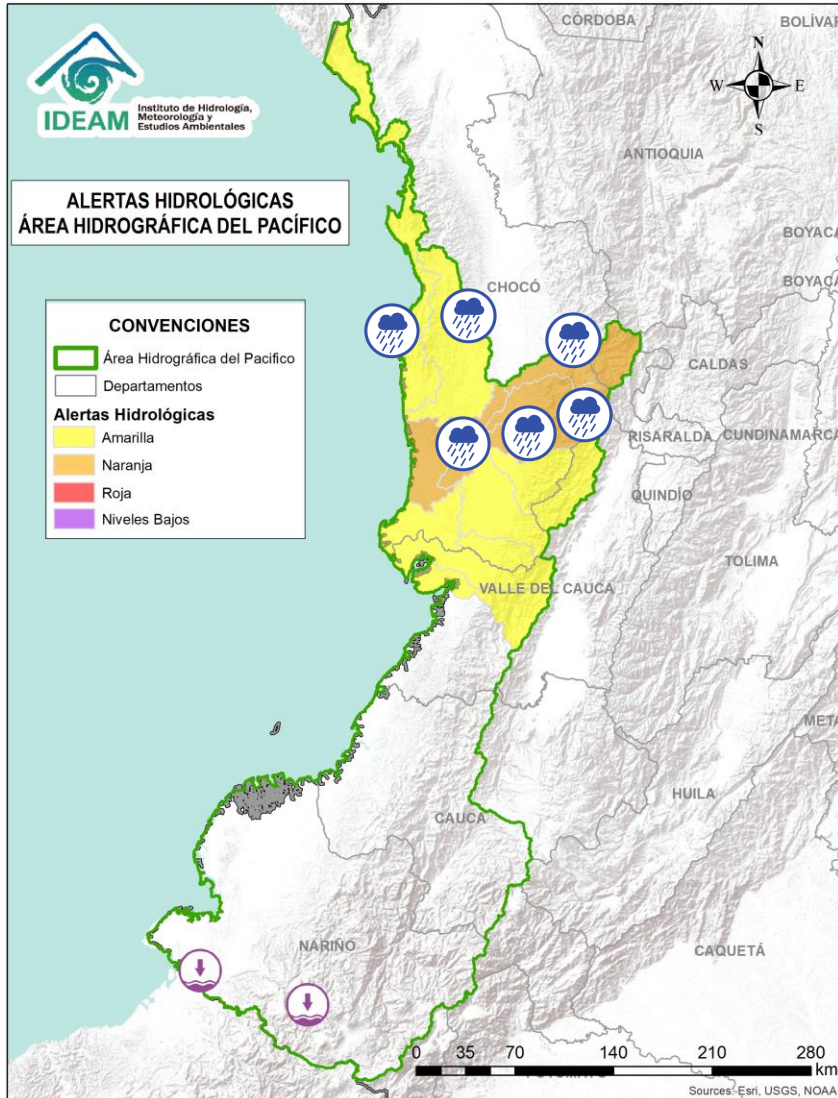 CÓRDOBA
BOLÍVAR
N
W
E
S
IDEAM
Instituto de Hidrología,
Meteorología y
Estudios Ambientales
ANTIOQUIA
ALERTAS HIDROLÓGICAS
ÁREA HIDROGRÁFICA DEL PACÍFICO
BOYACÁ
BOYACÁ
CHOCÓ
CONVENCIONES
Área Hidrográfica del Pacifico
Departamentos
Alertas Hidrológicas
Amarilla
Naranja
Roja
Niveles Bajos
CALDAS
RISARALDA
CUNDINAMARCA
QUINDÍO
TOLIMA
VALLE DEL CAUCA
META
HUILA
CAUCA
NARIÑO
CAQUETÁ
0 35 70 140 210 280
km
Sources: Esri, USGS, NOAA